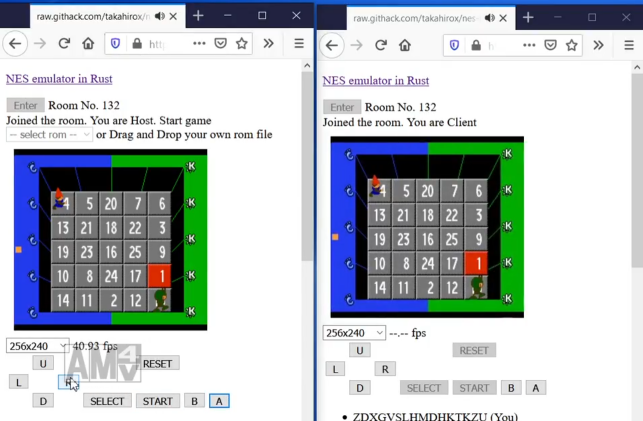 raw.githack.com/takahirox/n
NES emulator in Rust
Enter Room No. 132
Joined the room. You are Host. Start game
-- select rom -- or Drag and Drop your own rom file
4 5 20 7 6
13 21 18 22 3
19 23 16 25 9
10 8 24 17 1
14 11 2 12
K
K
K
K
K
256x240 40.93 fps
AM4V
U RESET
L R
D SELECT START B A
raw.githack.com/takahirox/nes-
NES emulator in Rust
Enter Room No. 132
Joined the room. You are Client
4 5 20 7 6
13 21 18 22 3
19 23 16 25 9
10 8 24 17 1
14 11 2 12
K
K
K
K
K
256x240 --.-- fps
U RESET
L R
D SELECT START B A
• ZDXGVSLHMDHKTKZU (You)